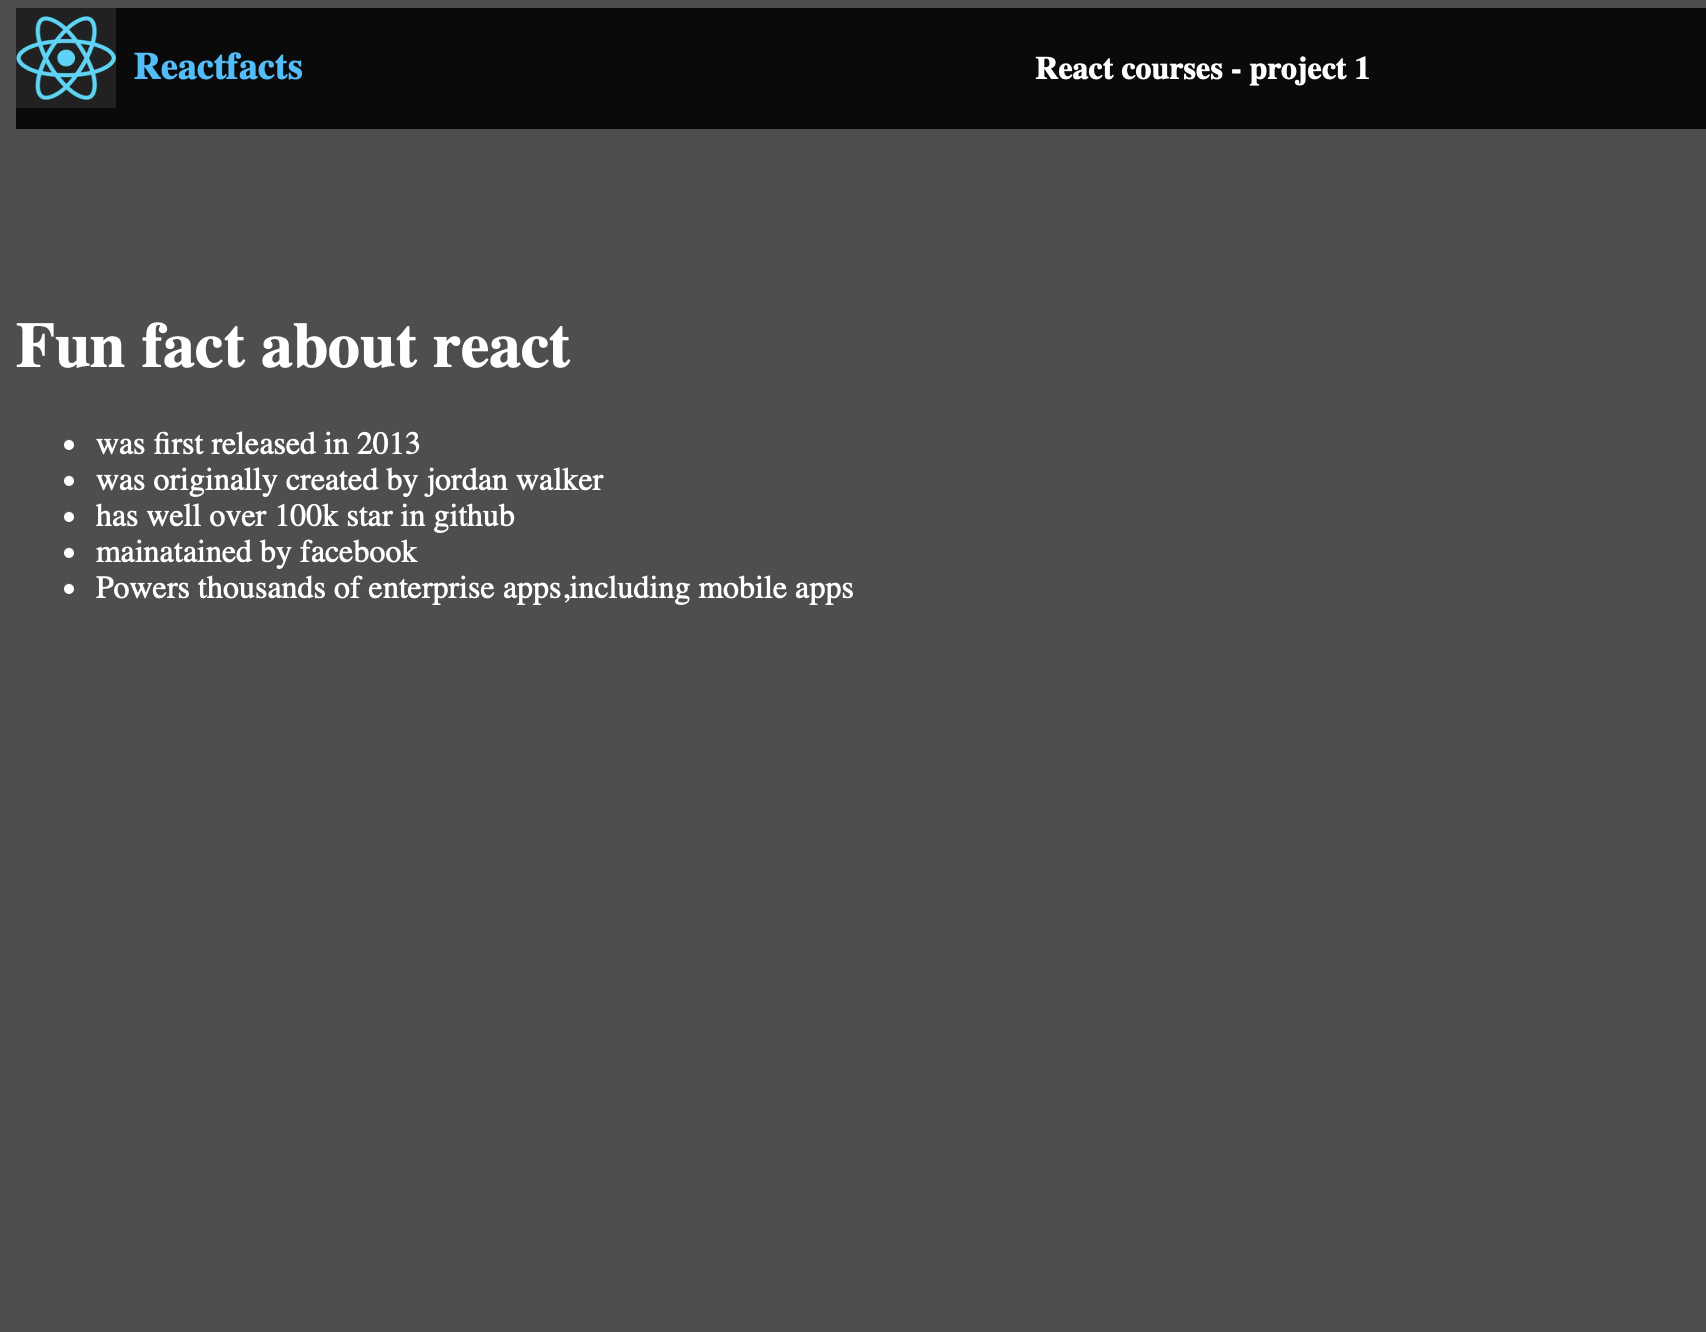 Reactfacts
React courses - project 1
Fun fact about react
was first released in 2013
was originally created by jordan walker
has well over 100k star in github
mainatained by facebook
Powers thousands of enterprise apps,including mobile apps